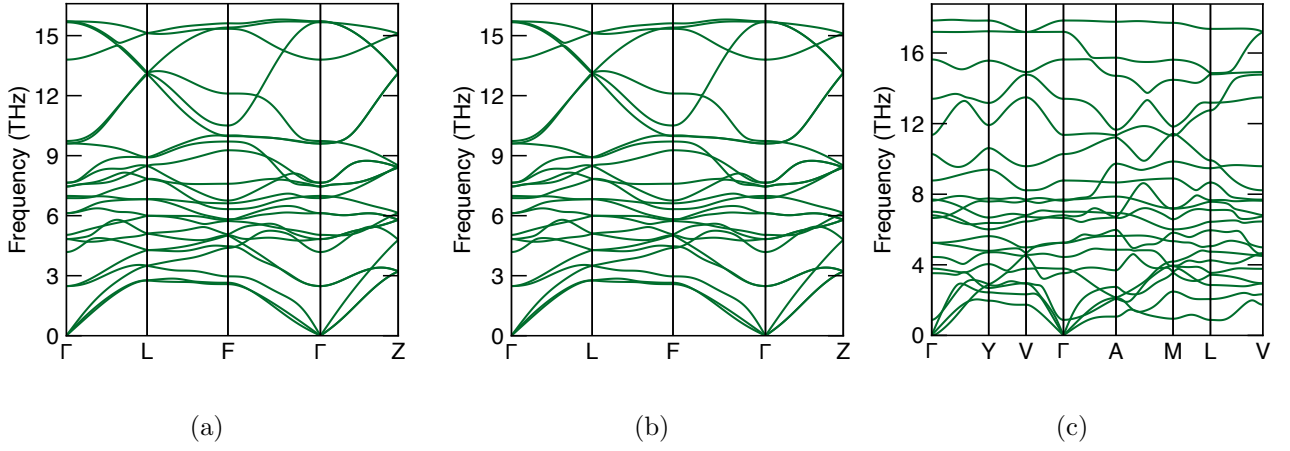 Frequency (THz)
15
12
9
6
3
0
Γ L F Γ Z
(a)
Frequency (THz)
15
12
9
6
3
0
Γ L F Γ Z
(b)
Frequency (THz)
16
12
8
4
0
Γ Y V Γ A M L V
(c)